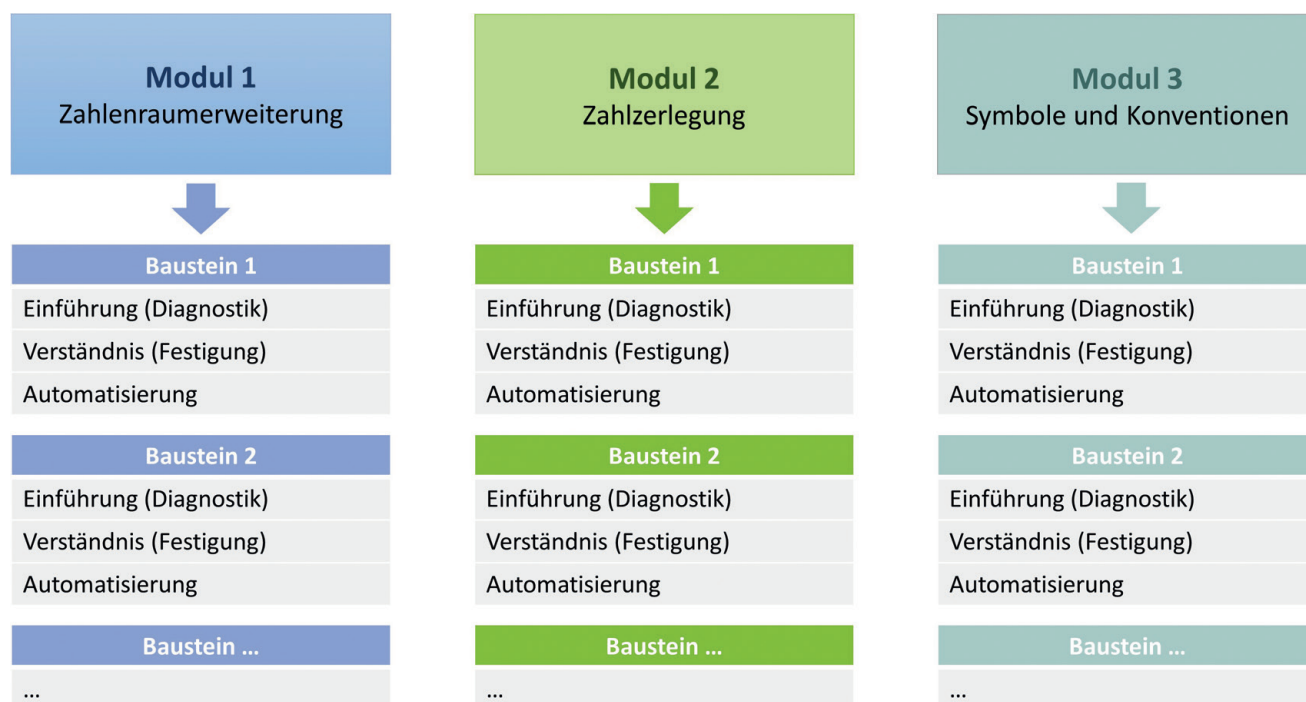 Modul 1
Zahlenraumerweiterung
Baustein 1
Einführung (Diagnostik)
Verständnis (Festigung)
Automatisierung
Baustein 2
Einführung (Diagnostik)
Verständnis (Festigung)
Automatisierung
Baustein ...
...
Modul 2
Zahlzerlegung
Baustein 1
Einführung (Diagnostik)
Verständnis (Festigung)
Automatisierung
Baustein 2
Einführung (Diagnostik)
Verständnis (Festigung)
Automatisierung
Baustein ...
...
Modul 3
Symbole und Konventionen
Baustein 1
Einführung (Diagnostik)
Verständnis (Festigung)
Automatisierung
Baustein 2
Einführung (Diagnostik)
Verständnis (Festigung)
Automatisierung
Baustein ...
...